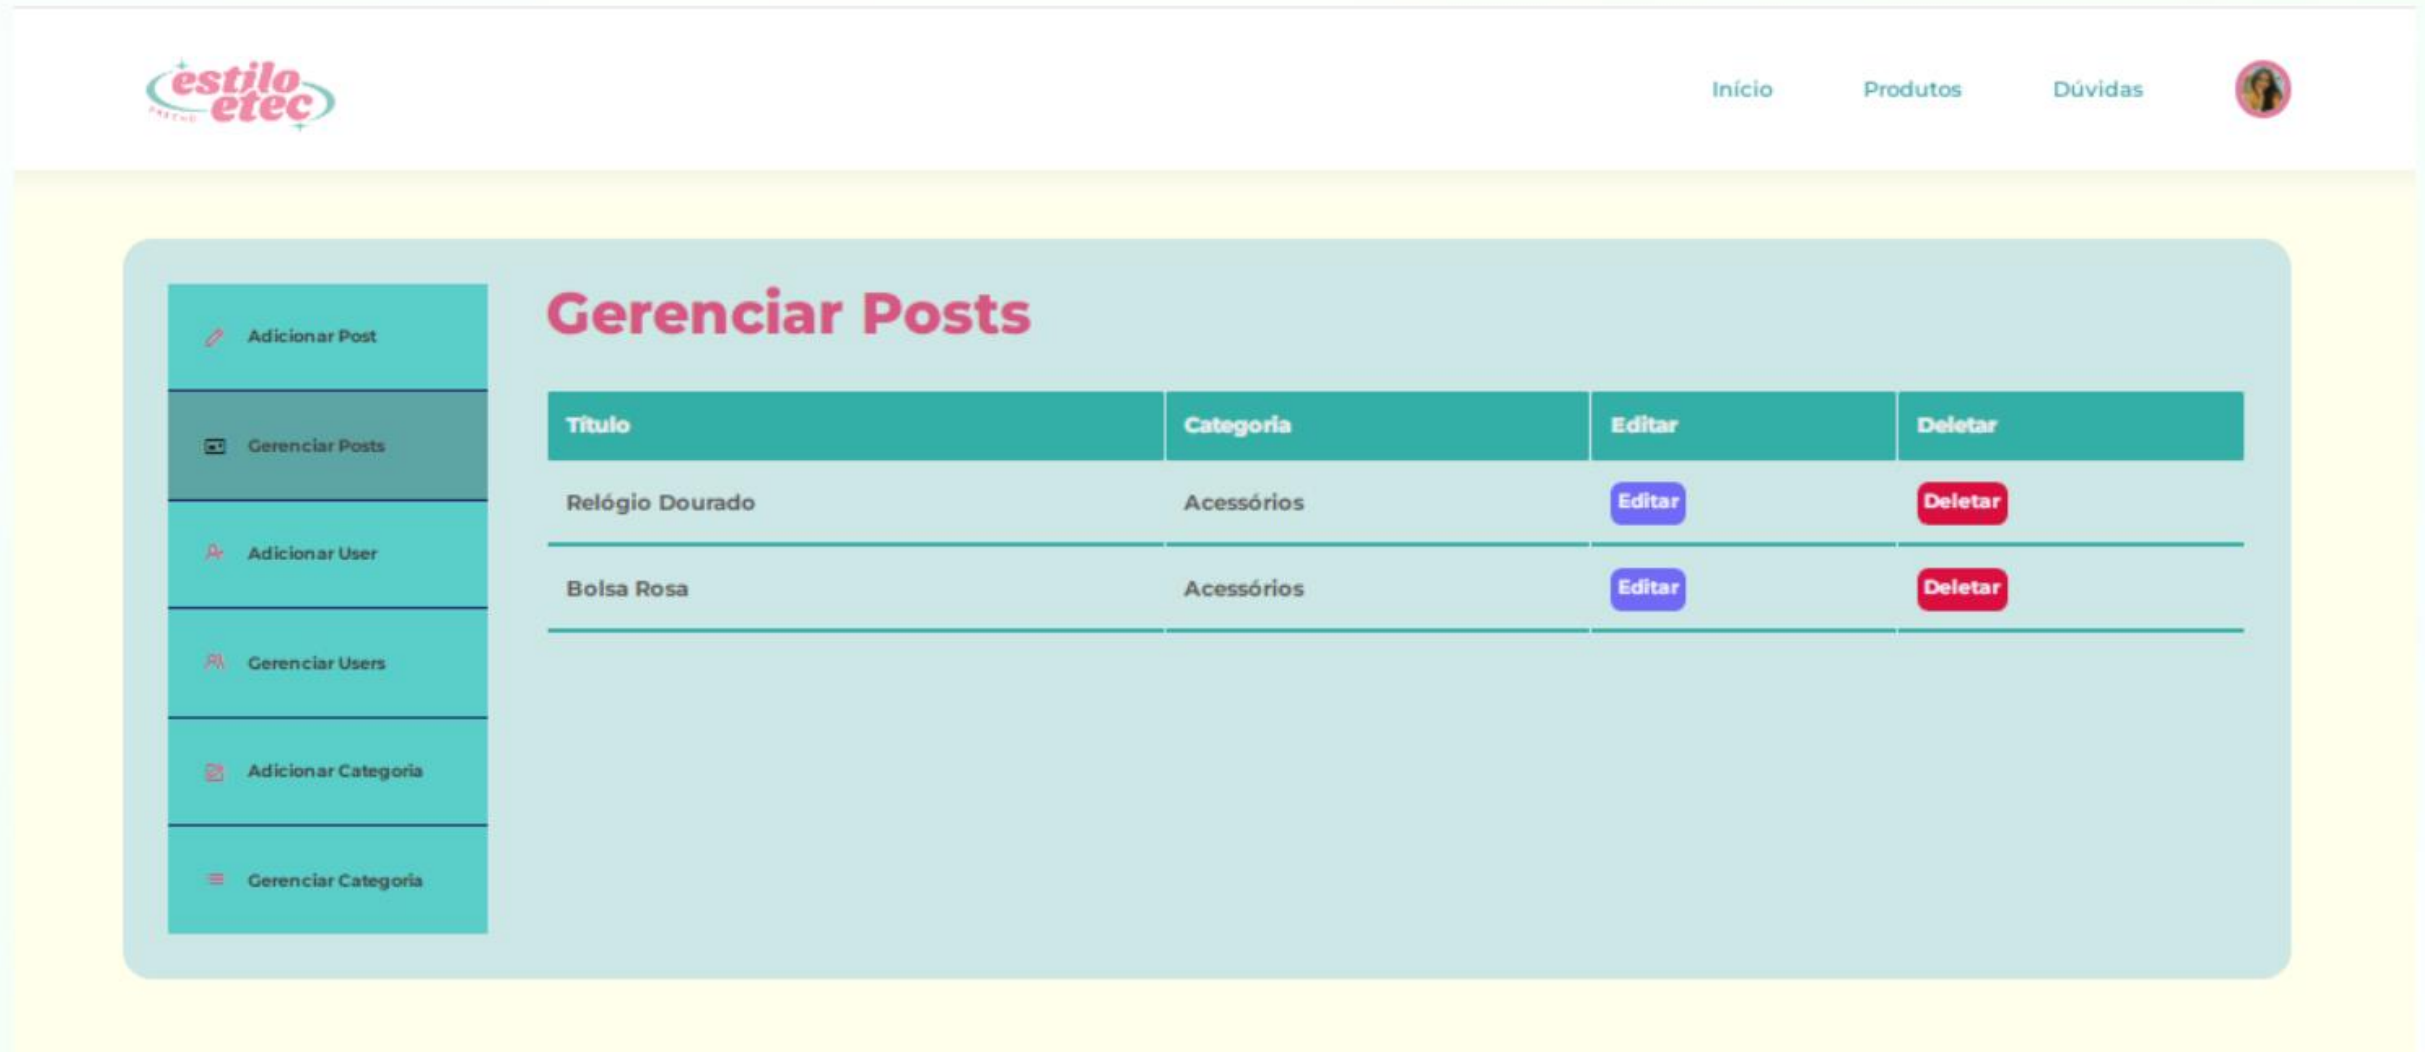 estilo
etec
Início
Produtos
Dúvidas
Adicionar Post
Gerenciar Posts
Adicionar User
Gerenciar Users
Adicionar Categoria
Gerenciar Categoria
Gerenciar Posts
Título Categoria Editar Deletar
Relógio Dourado Acessórios Editar Deletar
Bolsa Rosa Acessórios Editar Deletar